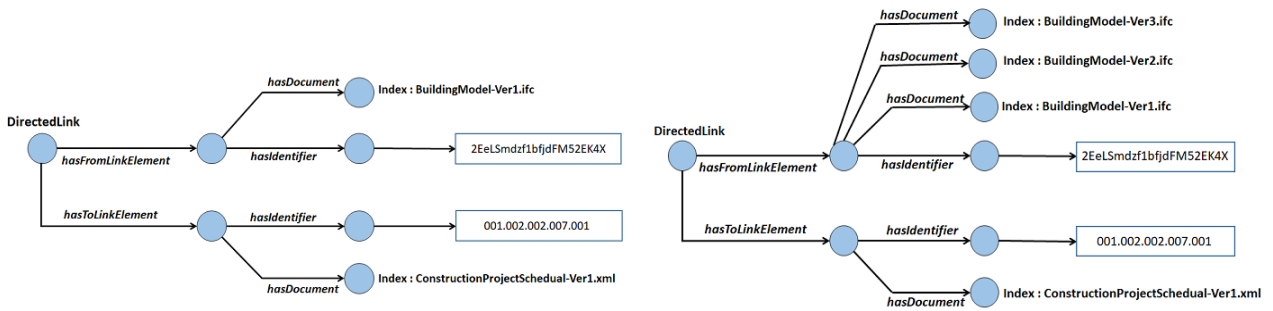 hasDocument
Index : BuildingModel-Ver1.ifc
DirectedLink
hasFromLinkElement
hasIdentifier
2EeLSmdzf1bfjdFM52EK4X
hasToLinkElement
hasIdentifier
001.002.002.007.001
hasDocument
Index : ConstructionProjectSchedual-Ver1.xml
hasDocument
Index : BuildingModel-Ver3.ifc
hasDocument
Index : BuildingModel-Ver2.ifc
hasDocument
Index : BuildingModel-Ver1.ifc
DirectedLink
hasFromLinkElement
hasIdentifier
2EeLSmdzf1bfjdFM52EK4X
hasToLinkElement
hasIdentifier
001.002.002.007.001
hasDocument
Index : ConstructionProjectSchedual-Ver1.xml